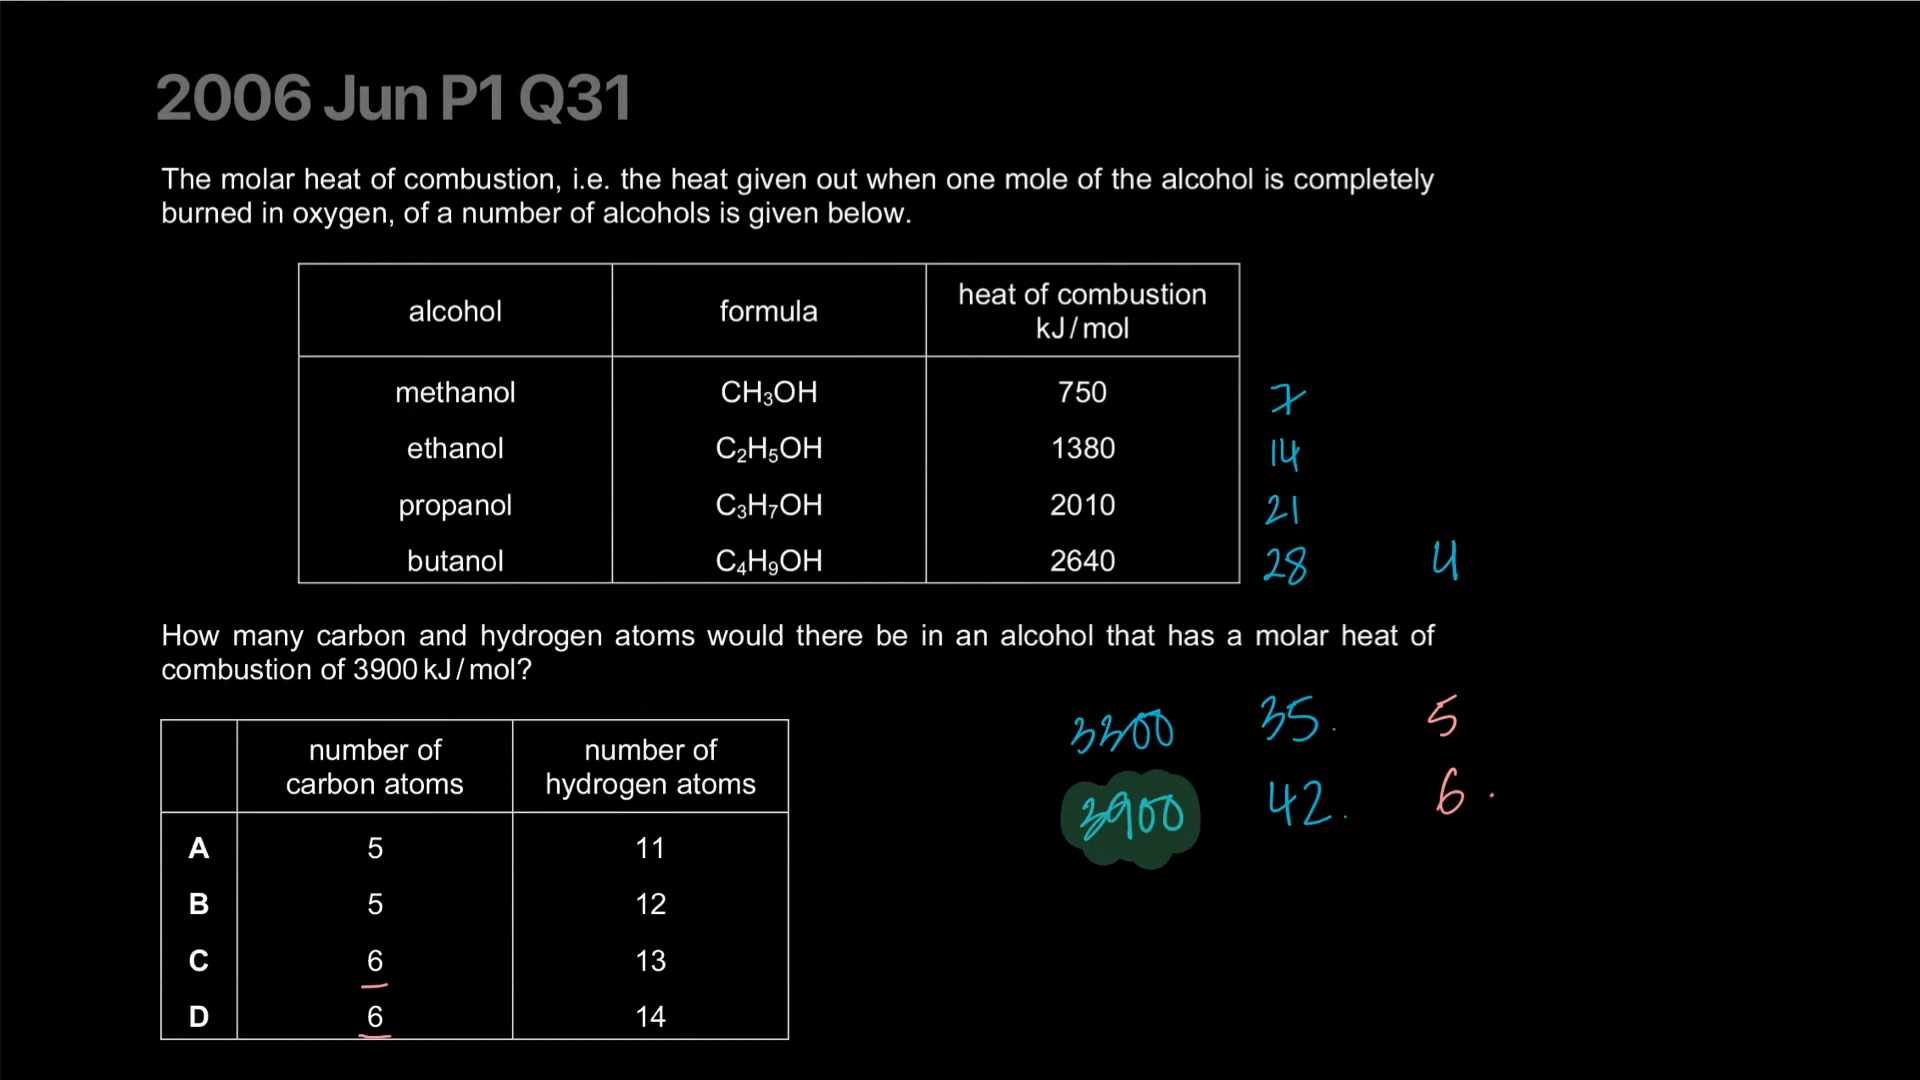 2006 Jun P1 Q31
The molar heat of combustion, i.e. the heat given out when one mole of the alcohol is completely
burned in oxygen, of a number of alcohols is given below.
alcohol formula heat of combustion kJ / mol
methanol CH₃OH 750 7
ethanol C₂H₅OH 1380 14
propanol C₃H₇OH 2010 21
butanol C₄H₉OH 2640 28 4
How many carbon and hydrogen atoms would there be in an alcohol that has a molar heat of
combustion of 3900 kJ / mol?
3300 35. 5
3900 42. 6.
number of carbon atoms number of hydrogen atoms
A 5 11
B 5 12
C 6 13
D 6 14